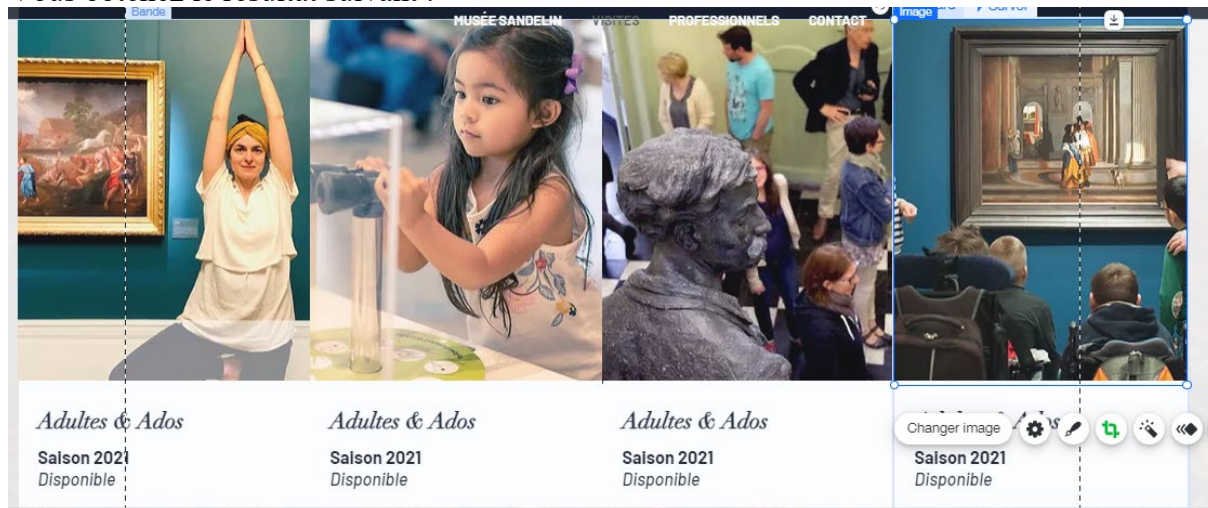 Bande
MUSÉE SANDELIN VISITES PROFESSIONNELS CONTACT
Image
Survol
Adultes & Ados
Adultes & Ados
Adultes & Ados
Changer image
Saison 2021
Saison 2021
Saison 2021
Saison 2021
Disponible
Disponible
Disponible
Disponible